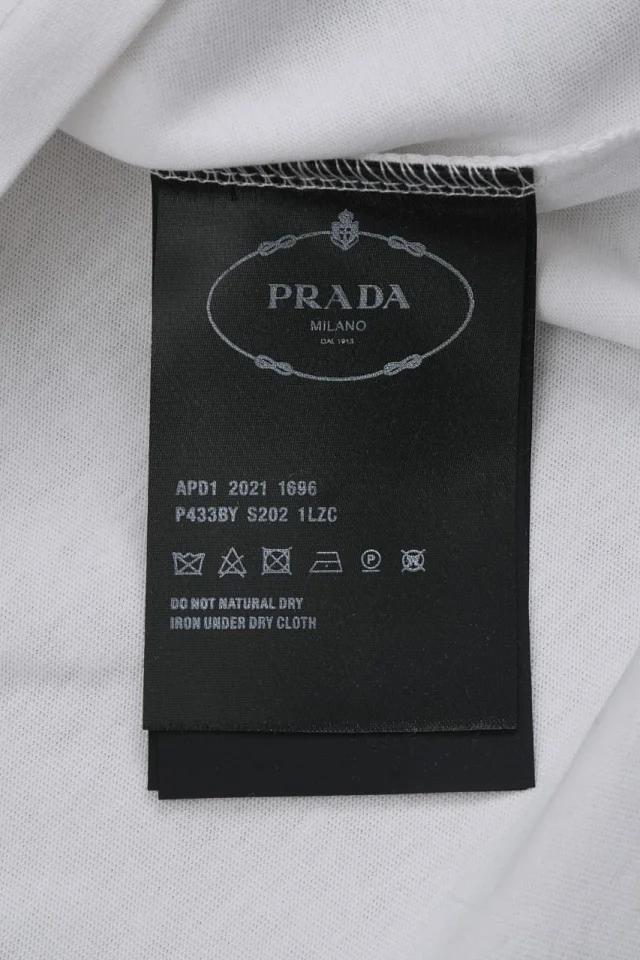 PRADA
MILANO
DAL 1913
APD1 2021 1696
P433BY S202 1LZC
P W
DO NOT NATURAL DRY
IRON UNDER DRY CLOTH